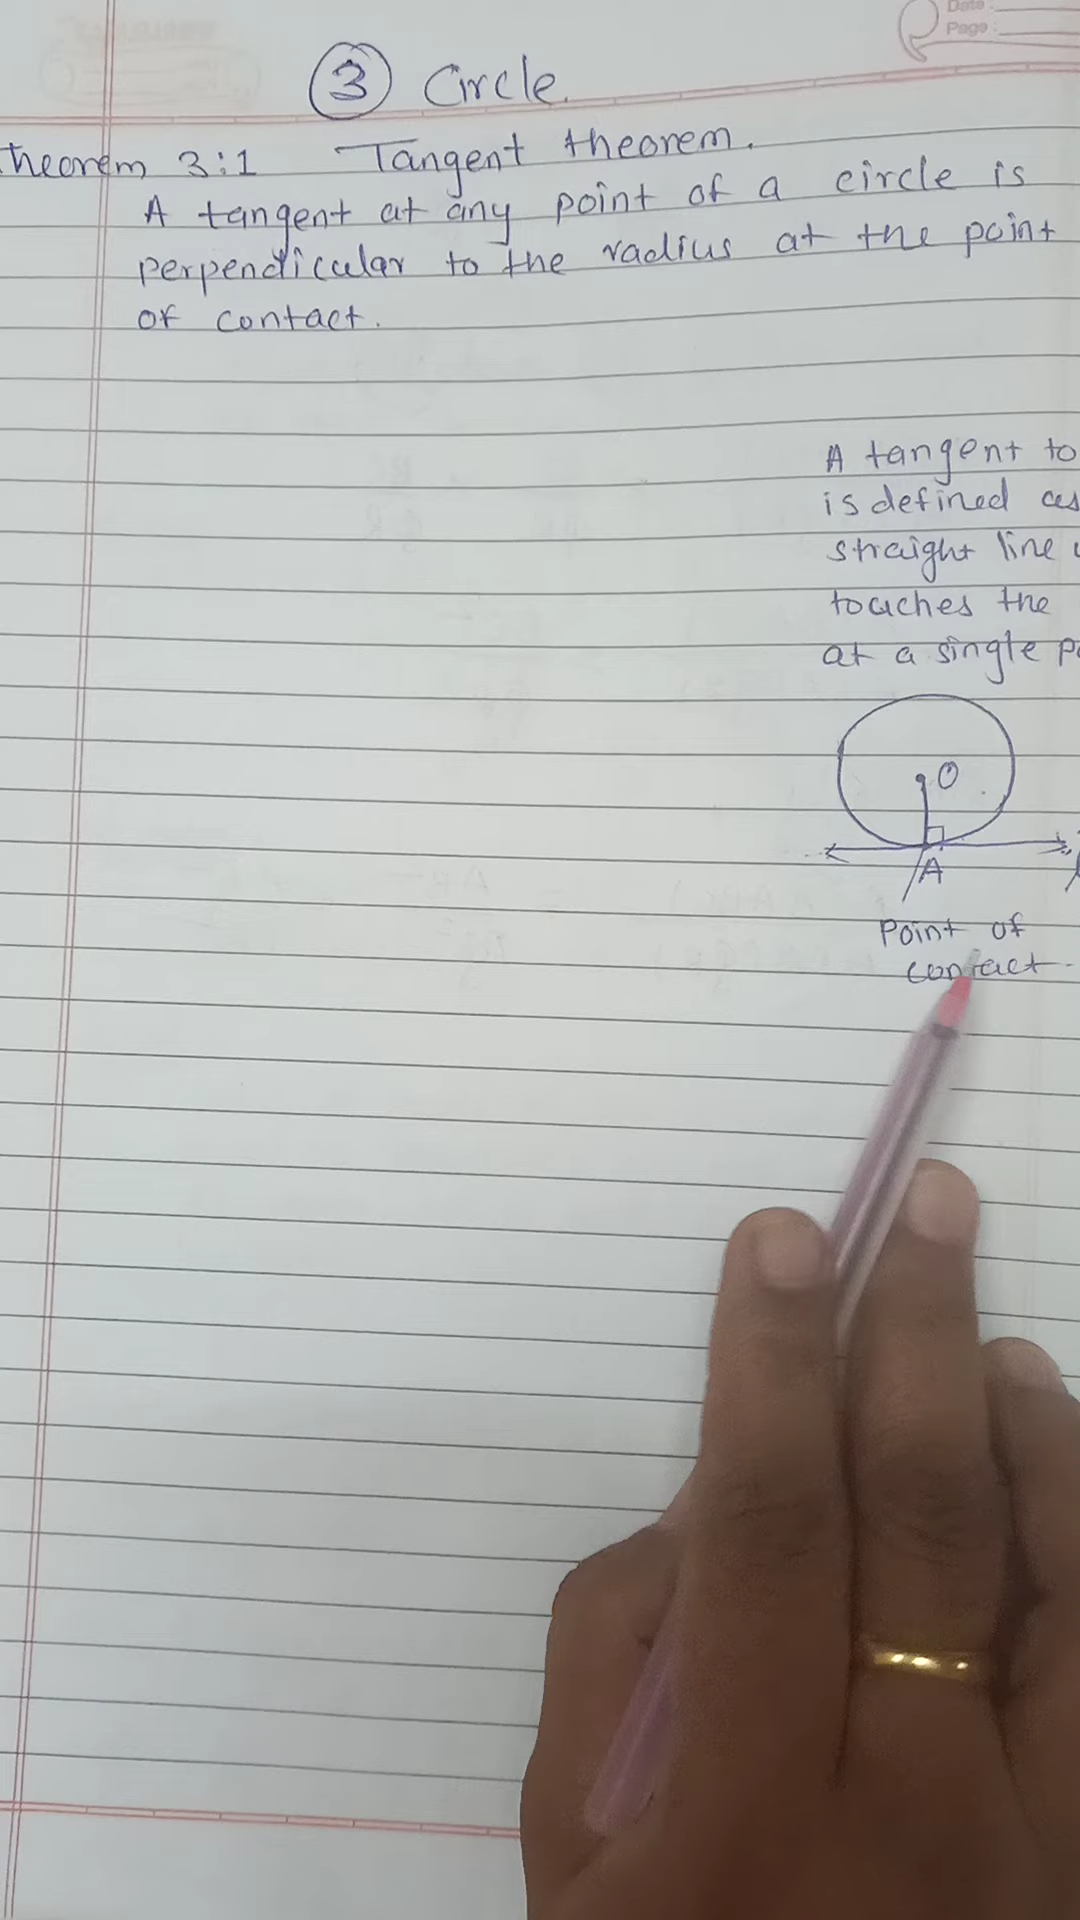 Date :
Page :
3 Circle.
Theorem 3:1 Tangent theorem.
A tangent at any point of a circle is
perpendicular to the radius at the point
of contact.
A tangent to
is defined as
straight line
touches the
at a single
O
A
Point of
contact